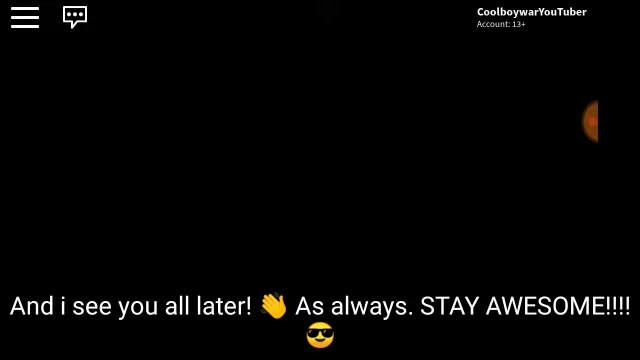 CoolboywarYouTuber
Account: 13+
And i see you all later! 👋 As always. STAY AWESOME!!!!
😎